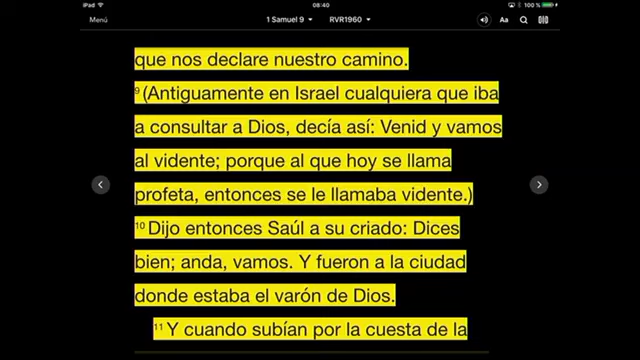 iPad 08:40 100 %
Menú 1 Samuel 9 RVR1960 Aa
que nos declare nuestro camino.
9 (Antiguamente en Israel cualquiera que iba
a consultar a Dios, decía así: Venid y vamos
al vidente; porque al que hoy se llama
profeta, entonces se le llamaba vidente.)
10 Dijo entonces Saúl a su criado: Dices
bien; anda, vamos. Y fueron a la ciudad
donde estaba el varón de Dios.
11 Y cuando subían por la cuesta de la